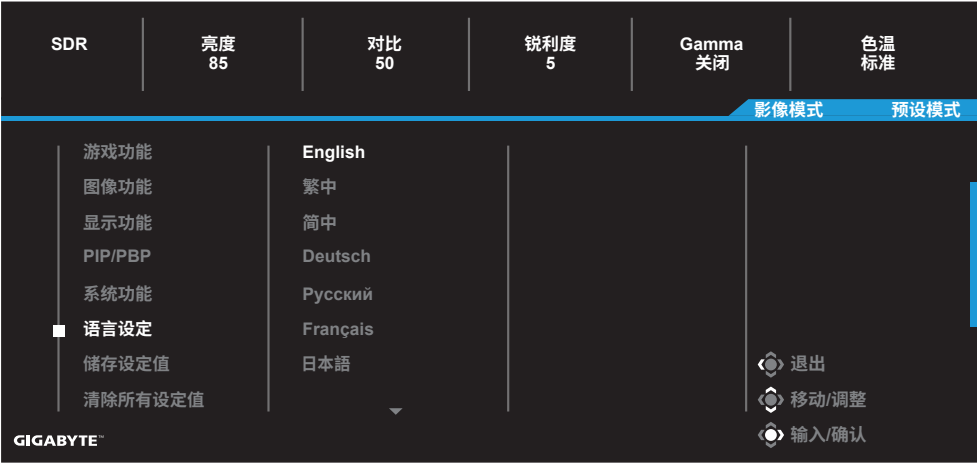 SDR 亮度 对比 锐利度 Gamma 色温
85 50 5 关闭 标准
影像模式 预设模式
游戏功能 English
图像功能 繁中
显示功能 简中
PIP/PBP Deutsch
系统功能 Русский
语言设定 Français
储存设定值 日本語
退出
清除所有设定值
移动/调整
GIGABYTE™
输入/确认